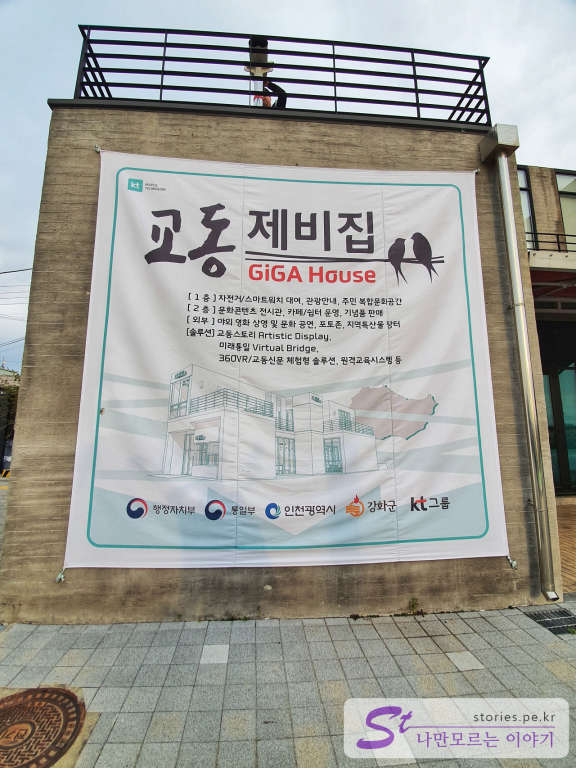 kt
교동 제비집
GiGA House
[ 1 층 ] 자전거/스마트워치 대여, 관광안내, 주민 복합문화공간
[ 2 층 ] 문화콘텐츠 전시관, 카페/쉼터 운영, 기념품 판매
[ 외부 ] 야외 영화 상영 및 문화 공연, 포토존, 지역특산물 장터
[솔루션] 교동스토리 Artistic Display,
미래통일 Virtual Bridge,
360VR/교동신문 체험형 솔루션, 원격교육시스템 등
행정자치부 통일부 인천광역시 강화군 kt그룹
St stories.pe.kr
나만모르는 이야기